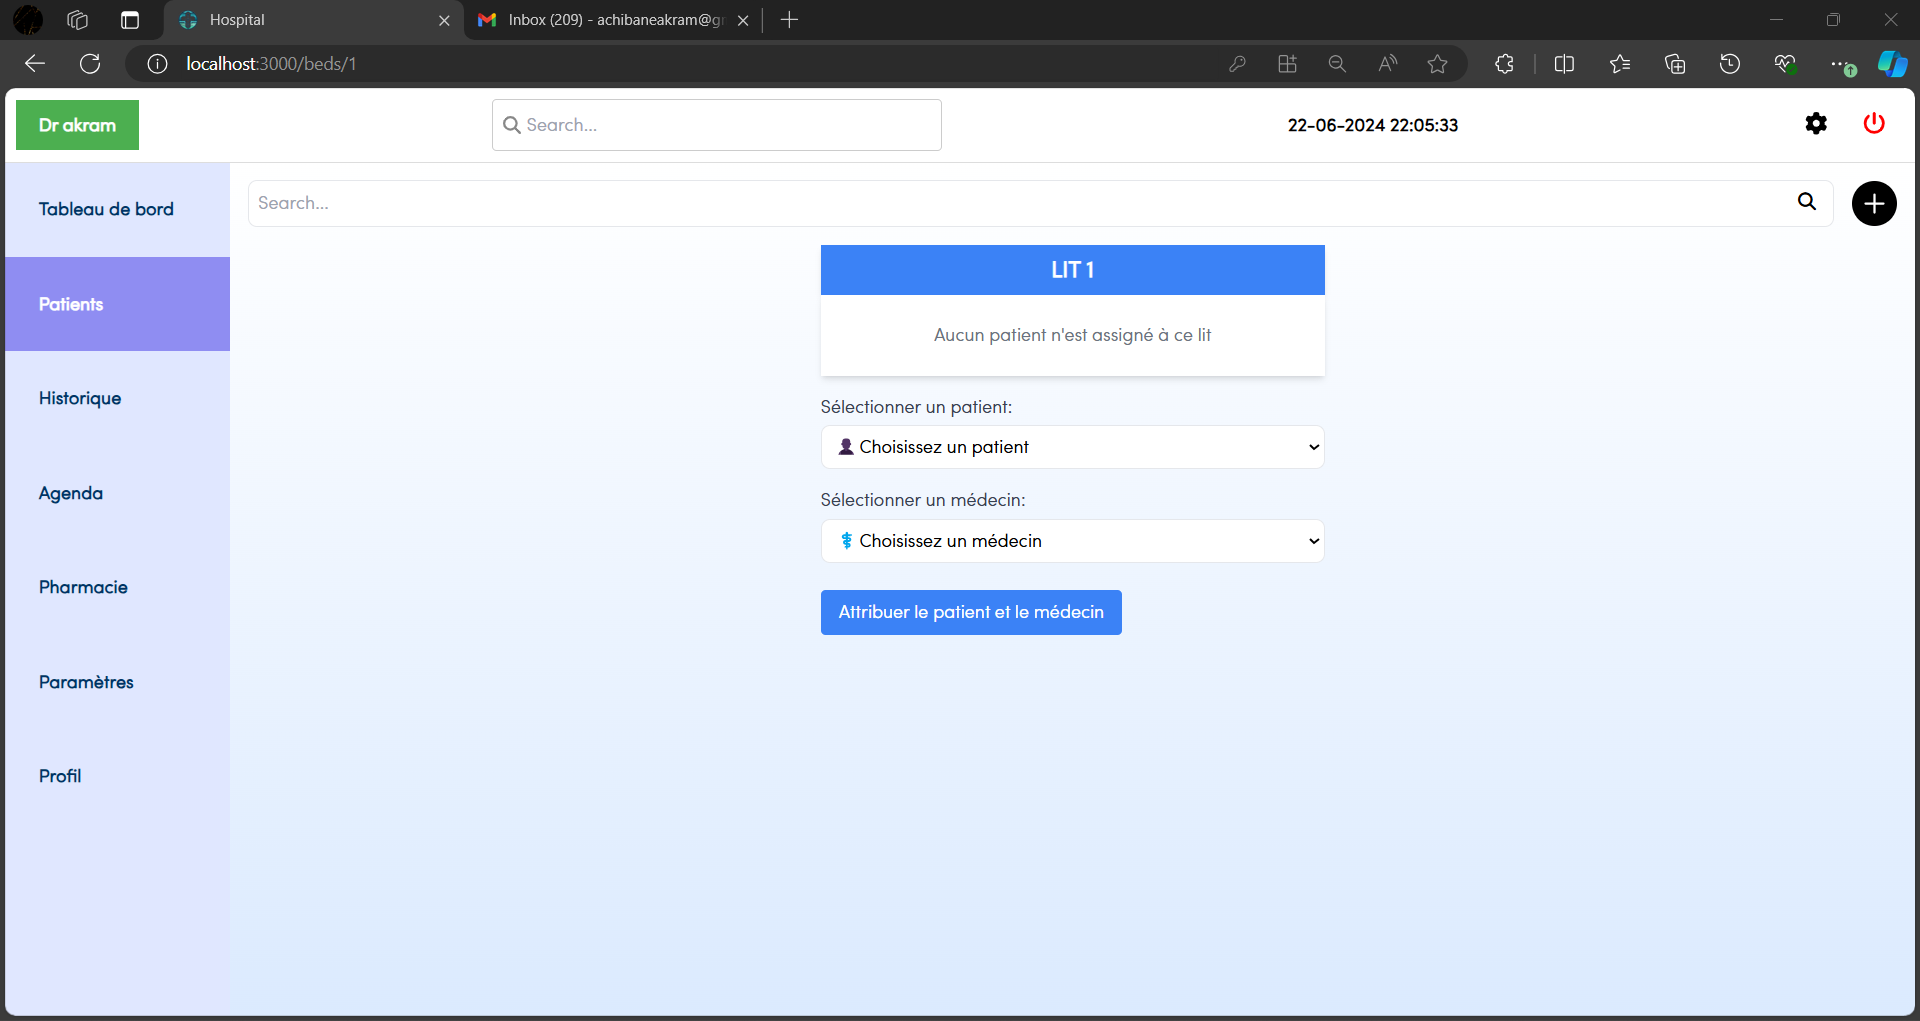 Hospital
Inbox (209) - achibaneakram@gr
localhost:3000/beds/1
Dr akram
Search...
22-06-2024 22:05:33
Tableau de bord
Patients
Historique
Agenda
Pharmacie
Paramètres
Profil
Search...
LIT 1
Aucun patient n'est assigné à ce lit
Sélectionner un patient:
Choisissez un patient
Sélectionner un médecin:
Choisissez un médecin
Attribuer le patient et le médecin